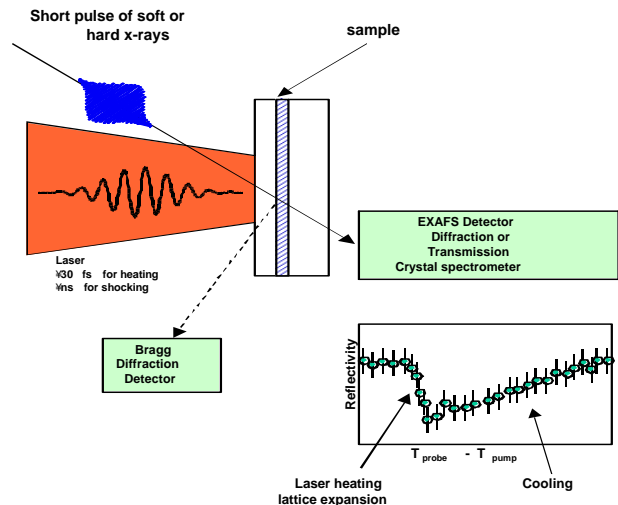 Short pulse of soft or
hard x-rays
sample
Laser
¥30 fs for heating
¥ns for shocking
EXAFS Detector
Diffraction or
Transmission
Crystal spectrometer
Bragg
Diffraction
Detector
Reflectivity
T probe - T pump
Laser heating
lattice expansion
Cooling